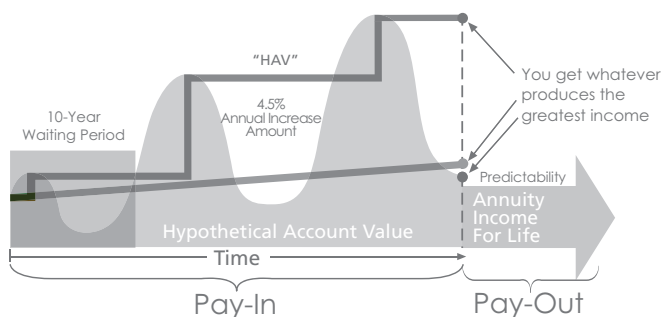 “HAV”
You get whatever
produces the
greatest income
10-Year
Waiting Period
4.5%
Annual Increase
Amount
Predictability
Annuity
Income
For Life
Hypothetical Account Value
Time
Pay-In
Pay-Out